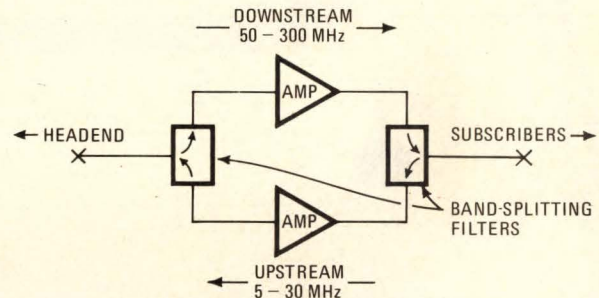 DOWNSTREAM
50 – 300 MHz
AMP
← HEADEND
SUBSCRIBERS →
BAND-SPLITTING
FILTERS
AMP
UPSTREAM
5 – 30 MHz